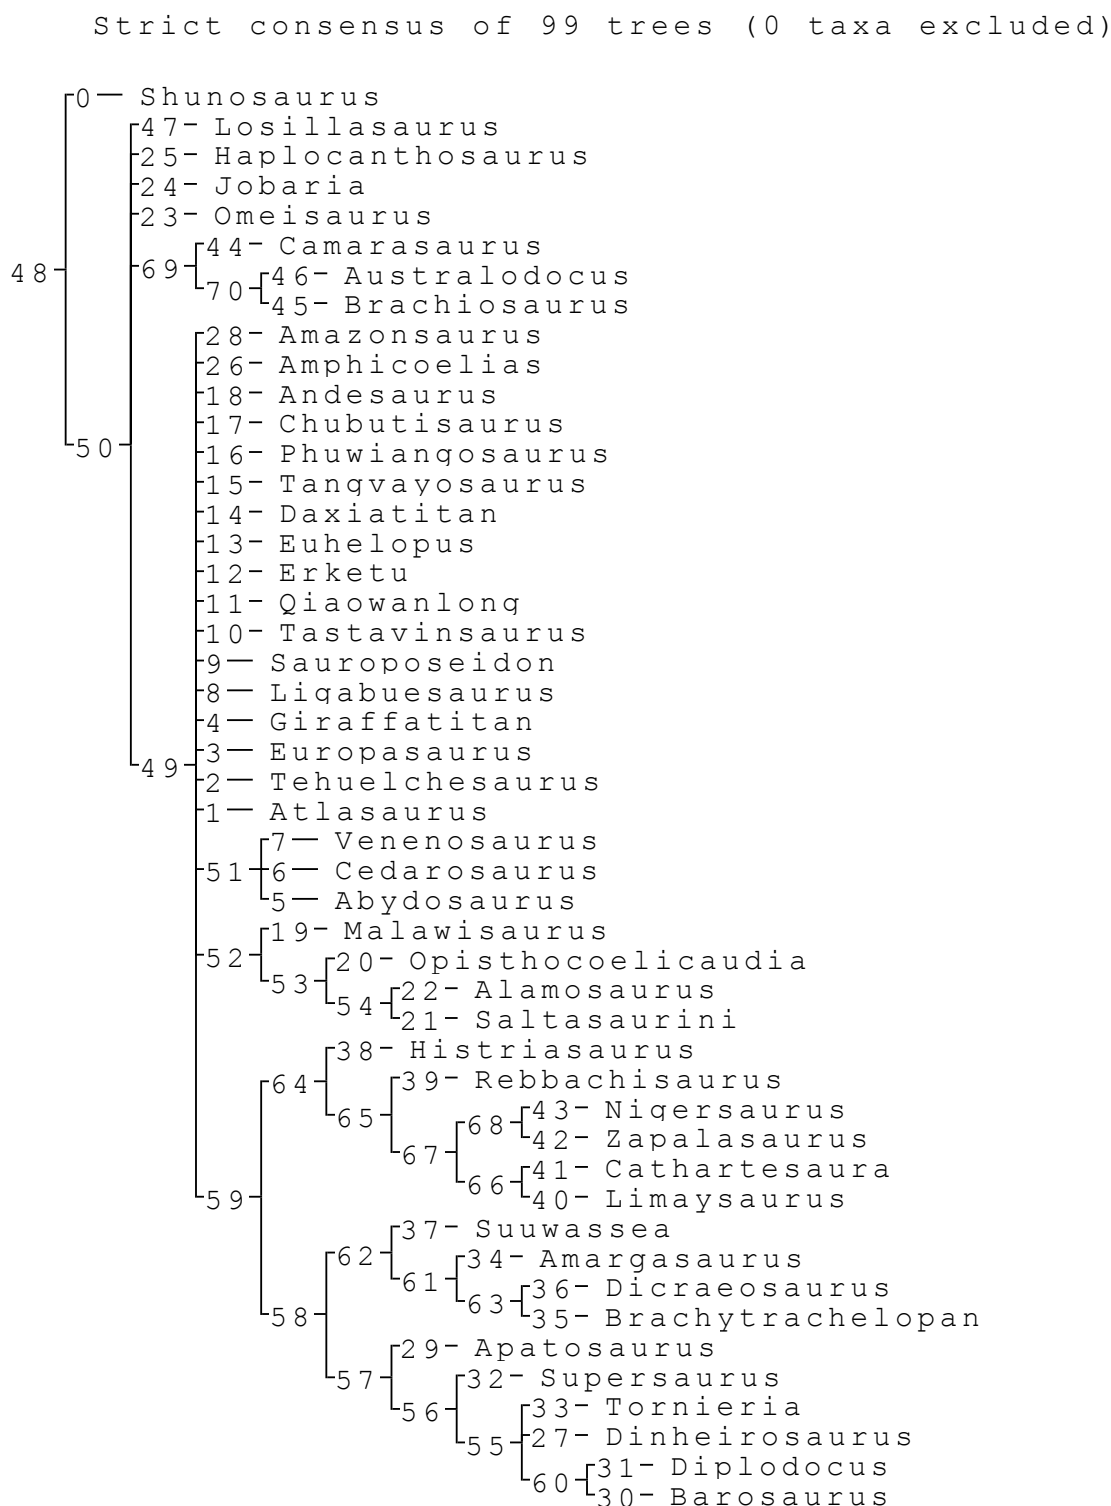 Strict consensus of 99 trees (0 taxa excluded)
0 Shunosaurus
47 Losillasaurus
25 Haplocanthosaurus
24 Jobaria
23 Omeisaurus
44 Camarasaurus
48 69 46 Australodocus
70
45 Brachiosaurus
28 Amazonsaurus
26 Amphicoelias
18 Andesaurus
17 Chubutisaurus
50
16 Phuwiangosaurus
15 Tangvayosaurus
14 Daxiatitan
13 Euhelopus
12 Erketu
11 Qiaowanlong
10 Tastavinsaurus
9 Sauroposeidon
8 Ligabuesaurus
4 Giraffatitan
3 Europasaurus
49
2 Tehuelchesaurus
1 Atlasaurus
7 Venenosaurus
51 6 Cedarosaurus
5 Abydosaurus
19 Malawisaurus
52
20 Opisthocoelicaudia
53
22 Alamosaurus
54
21 Saltasaurini
38 Histriasaurus
64 39 Rebbachisaurus
43 Nigersaurus
65 68
42 Zapalasaurus
67
41 Cathartesaura
66
59 40 Limaysaurus
37 Suuwassea
62
34 Amargasaurus
61
36 Dicraeosaurus
63
58 35 Brachytrachelopan
29 Apatosaurus
57 32 Supersaurus
56 33 Tornieria
27 Dinheirosaurus
55
31 Diplodocus
60
30 Barosaurus